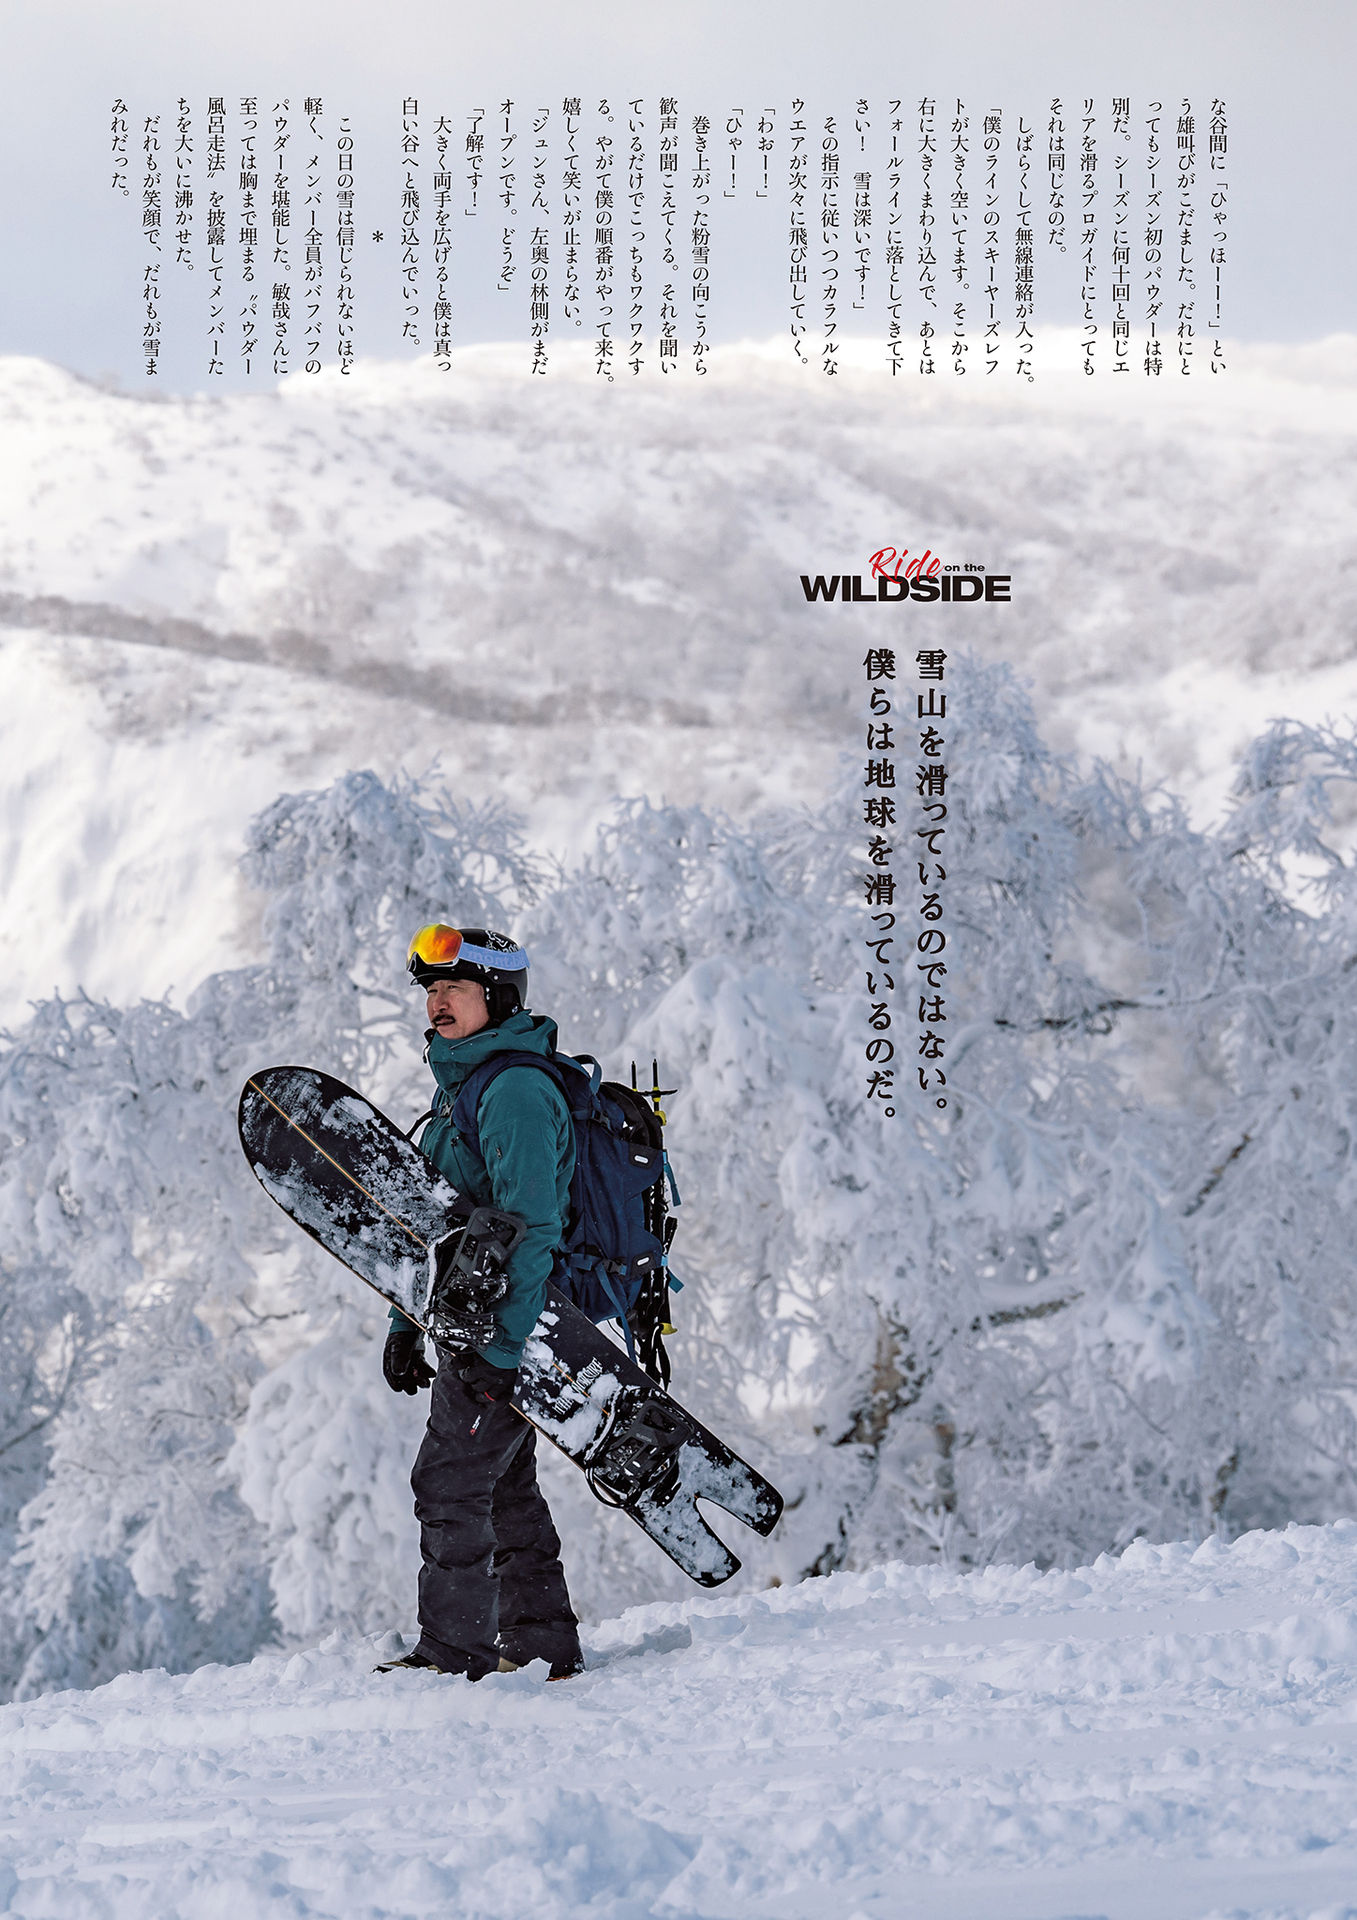 な谷間に「ひゃっほーー！」とい
う雄叫びがこだました。だれにと
ってもシーズン初のパウダーは特
別だ。シーズンに何十回と同じエ
リアを滑るプロガイドにとっても
それは同じなのだ。
しばらくして無線連絡が入った。
「僕のラインのスキーヤーズレフ
トが大きく空いてます。そこから
右に大きくまわり込んで、あとは
フォールラインに落としてきて下
さい！　雪は深いです！」
その指示に従いつつカラフルな
ウエアが次々に飛び出していく。
「わおー！」
「ひゃー！」
巻き上がった粉雪の向こうから
歓声が聞こえてくる。それを聞い
ているだけでこっちもワクワクす
る。やがて僕の順番がやって来た。
嬉しくて笑いが止まらない。
「ジュンさん、左奥の林側がまだ
オープンです。どうぞ」
「了解です！」
大きく両手を広げると僕は真っ
白い谷へと飛び込んでいった。
＊
この日の雪は信じられないほど
軽く、メンバー全員がバフバフの
パウダーを堪能した。敏哉さんに
至っては胸まで埋まる〝パウダー
風呂走法〟を披露してメンバーた
ちを大いに沸かせた。
だれもが笑顔で、だれもが雪ま
みれだった。
Ride on the
WILDSIDE
雪山を滑っているのではない。
僕らは地球を滑っているのだ。